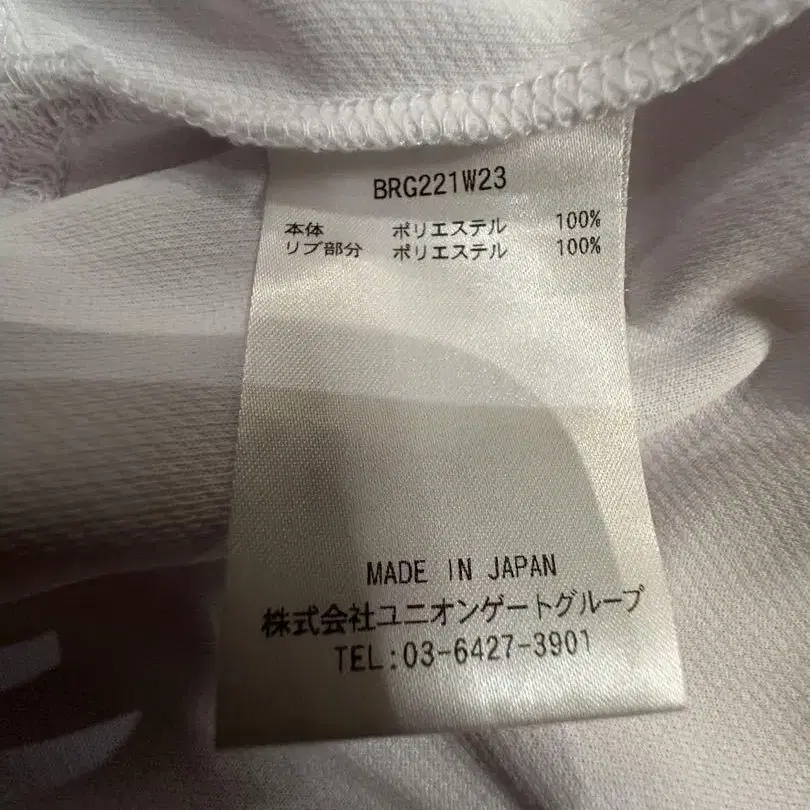 BRG221W23
本体 ポリエステル 100%
リブ部分 ポリエステル 100%
MADE IN JAPAN
株式会社ユニオンゲートグループ
TEL:03-6427-3901